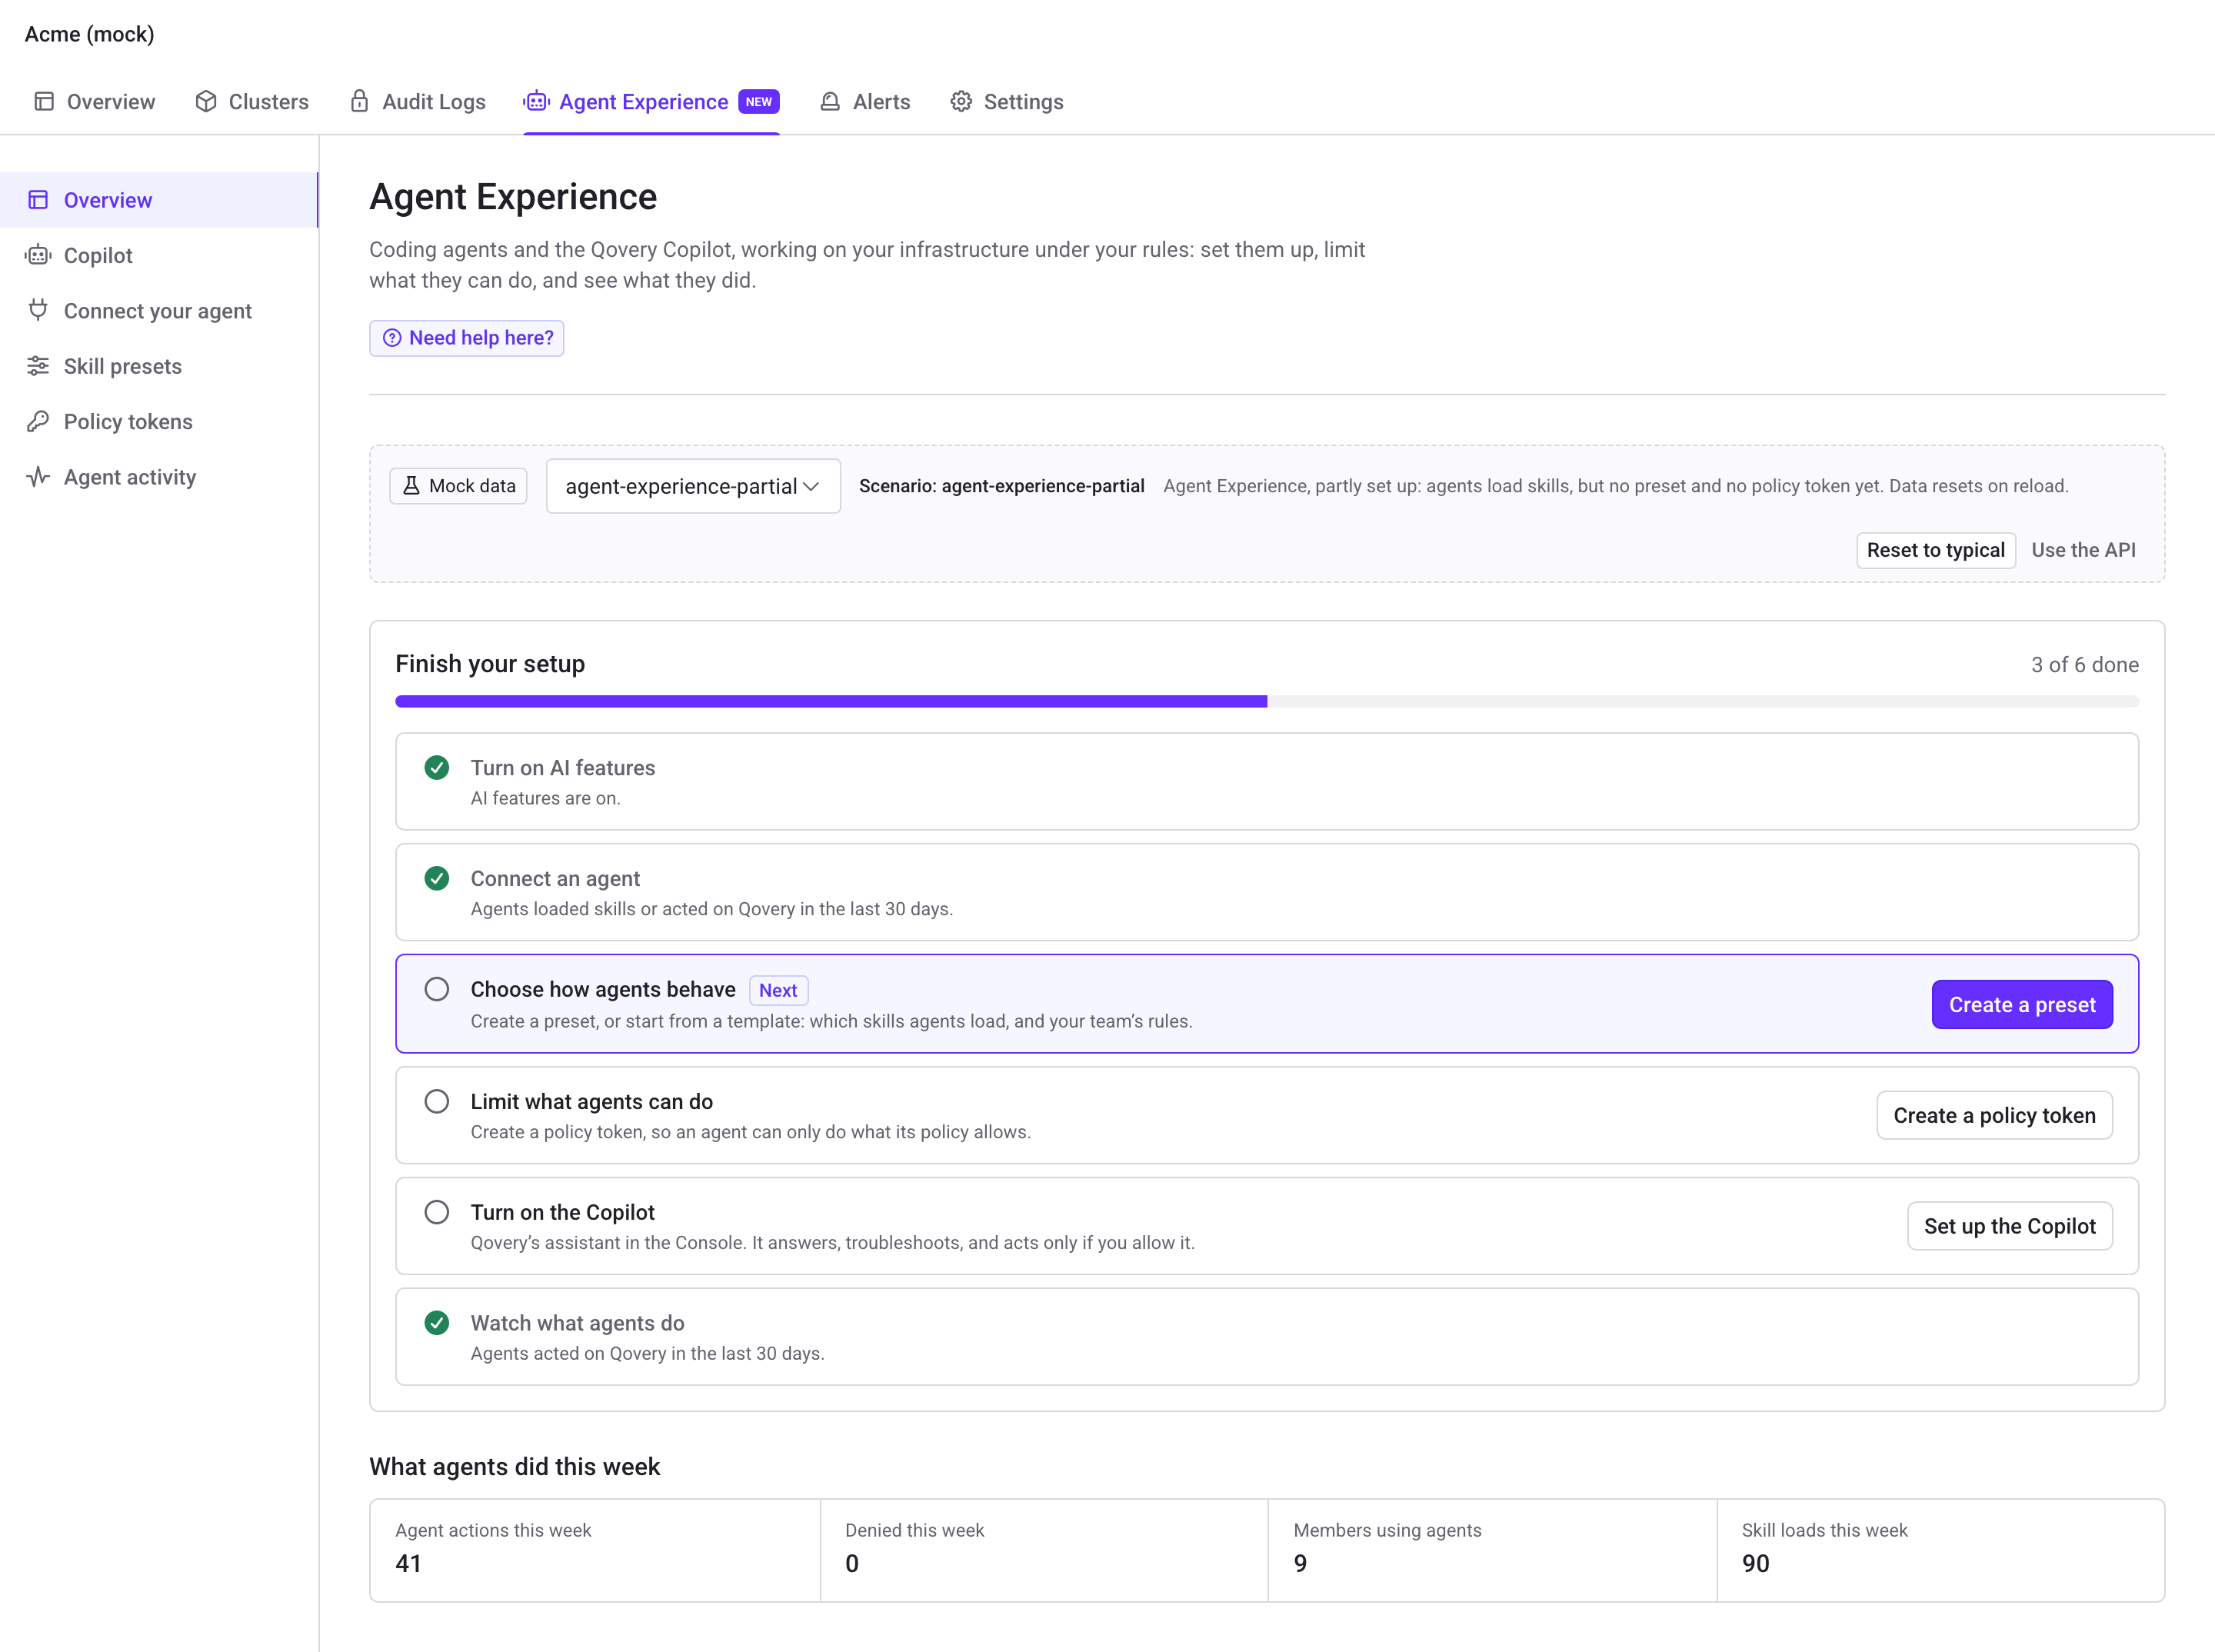 Acme (mock)
Overview
Clusters
Audit Logs
Agent Experience NEW
Alerts
Settings
Overview
Copilot
Connect your agent
Skill presets
Policy tokens
Agent activity
Agent Experience
Coding agents and the Qovery Copilot, working on your infrastructure under your rules: set them up, limit
what they can do, and see what they did.
Need help here?
Mock data
agent-experience-partial
Scenario: agent-experience-partial
Agent Experience, partly set up: agents load skills, but no preset and no policy token yet. Data resets on reload.
Reset to typical
Use the API
Finish your setup
3 of 6 done
Turn on AI features
AI features are on.
Connect an agent
Agents loaded skills or acted on Qovery in the last 30 days.
Choose how agents behave Next
Create a preset, or start from a template: which skills agents load, and your team’s rules.
Create a preset
Limit what agents can do
Create a policy token, so an agent can only do what its policy allows.
Create a policy token
Turn on the Copilot
Qovery’s assistant in the Console. It answers, troubleshoots, and acts only if you allow it.
Set up the Copilot
Watch what agents do
Agents acted on Qovery in the last 30 days.
What agents did this week
Agent actions this week
41
Denied this week
0
Members using agents
9
Skill loads this week
90